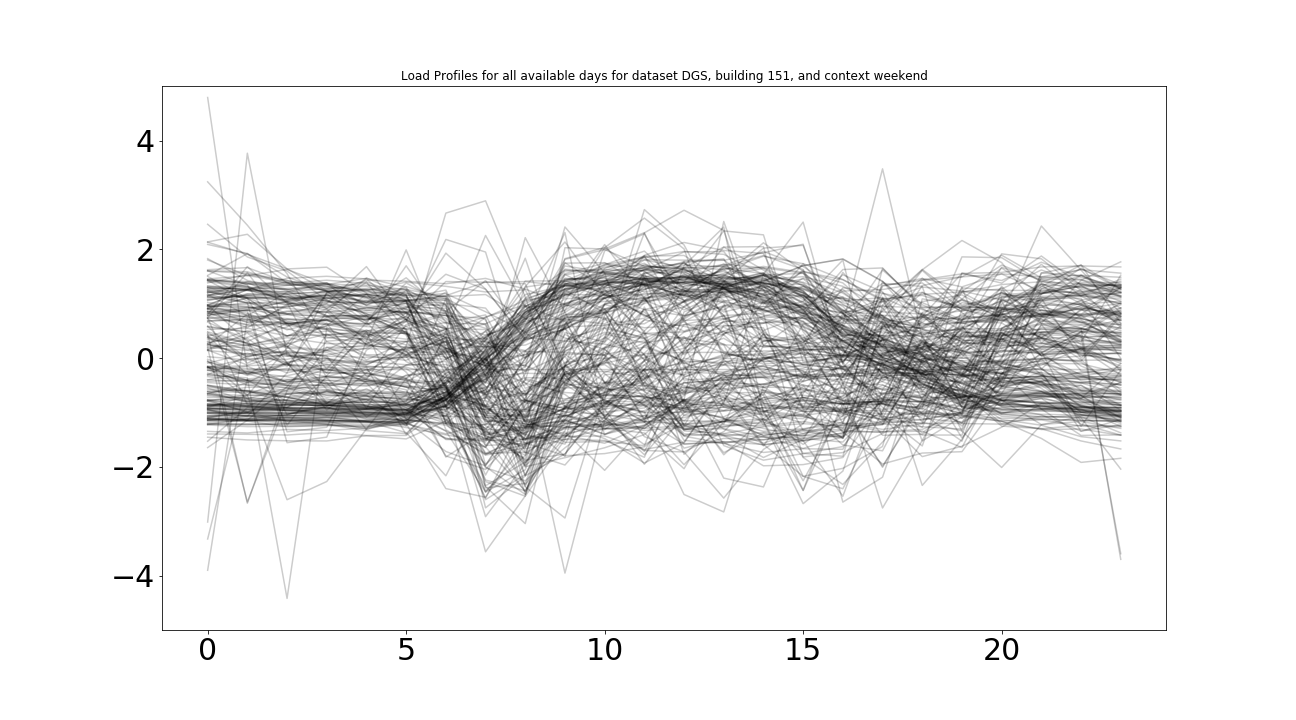 Load Profiles for all available days for dataset DGS, building 151, and context weekend
4
2
0
−2
−4
0 5 10 15 20